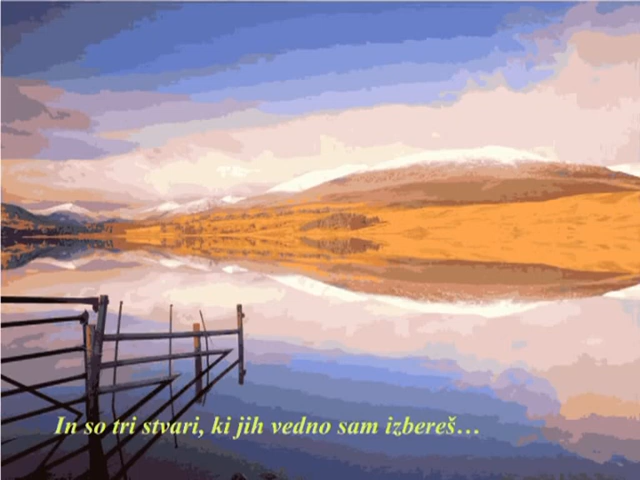 In so tri stvari, ki jih vedno sam izbereš…